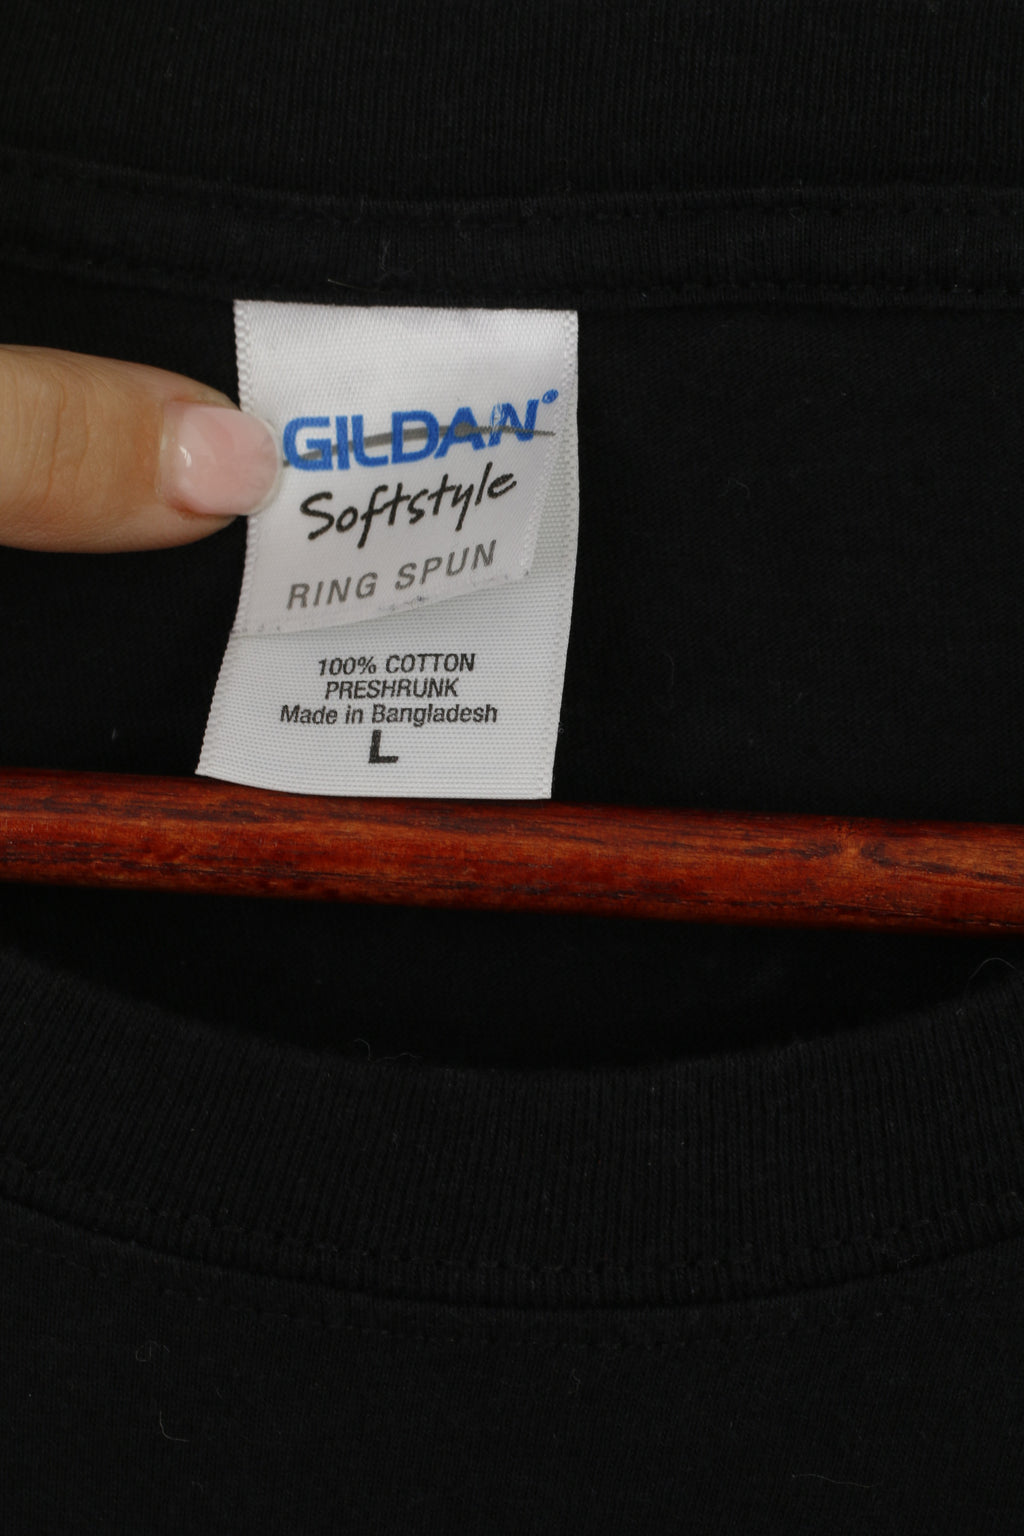 GILDAN®
Softstyle
RING SPUN
100% COTTON
PRESHRUNK
Made in Bangladesh
L